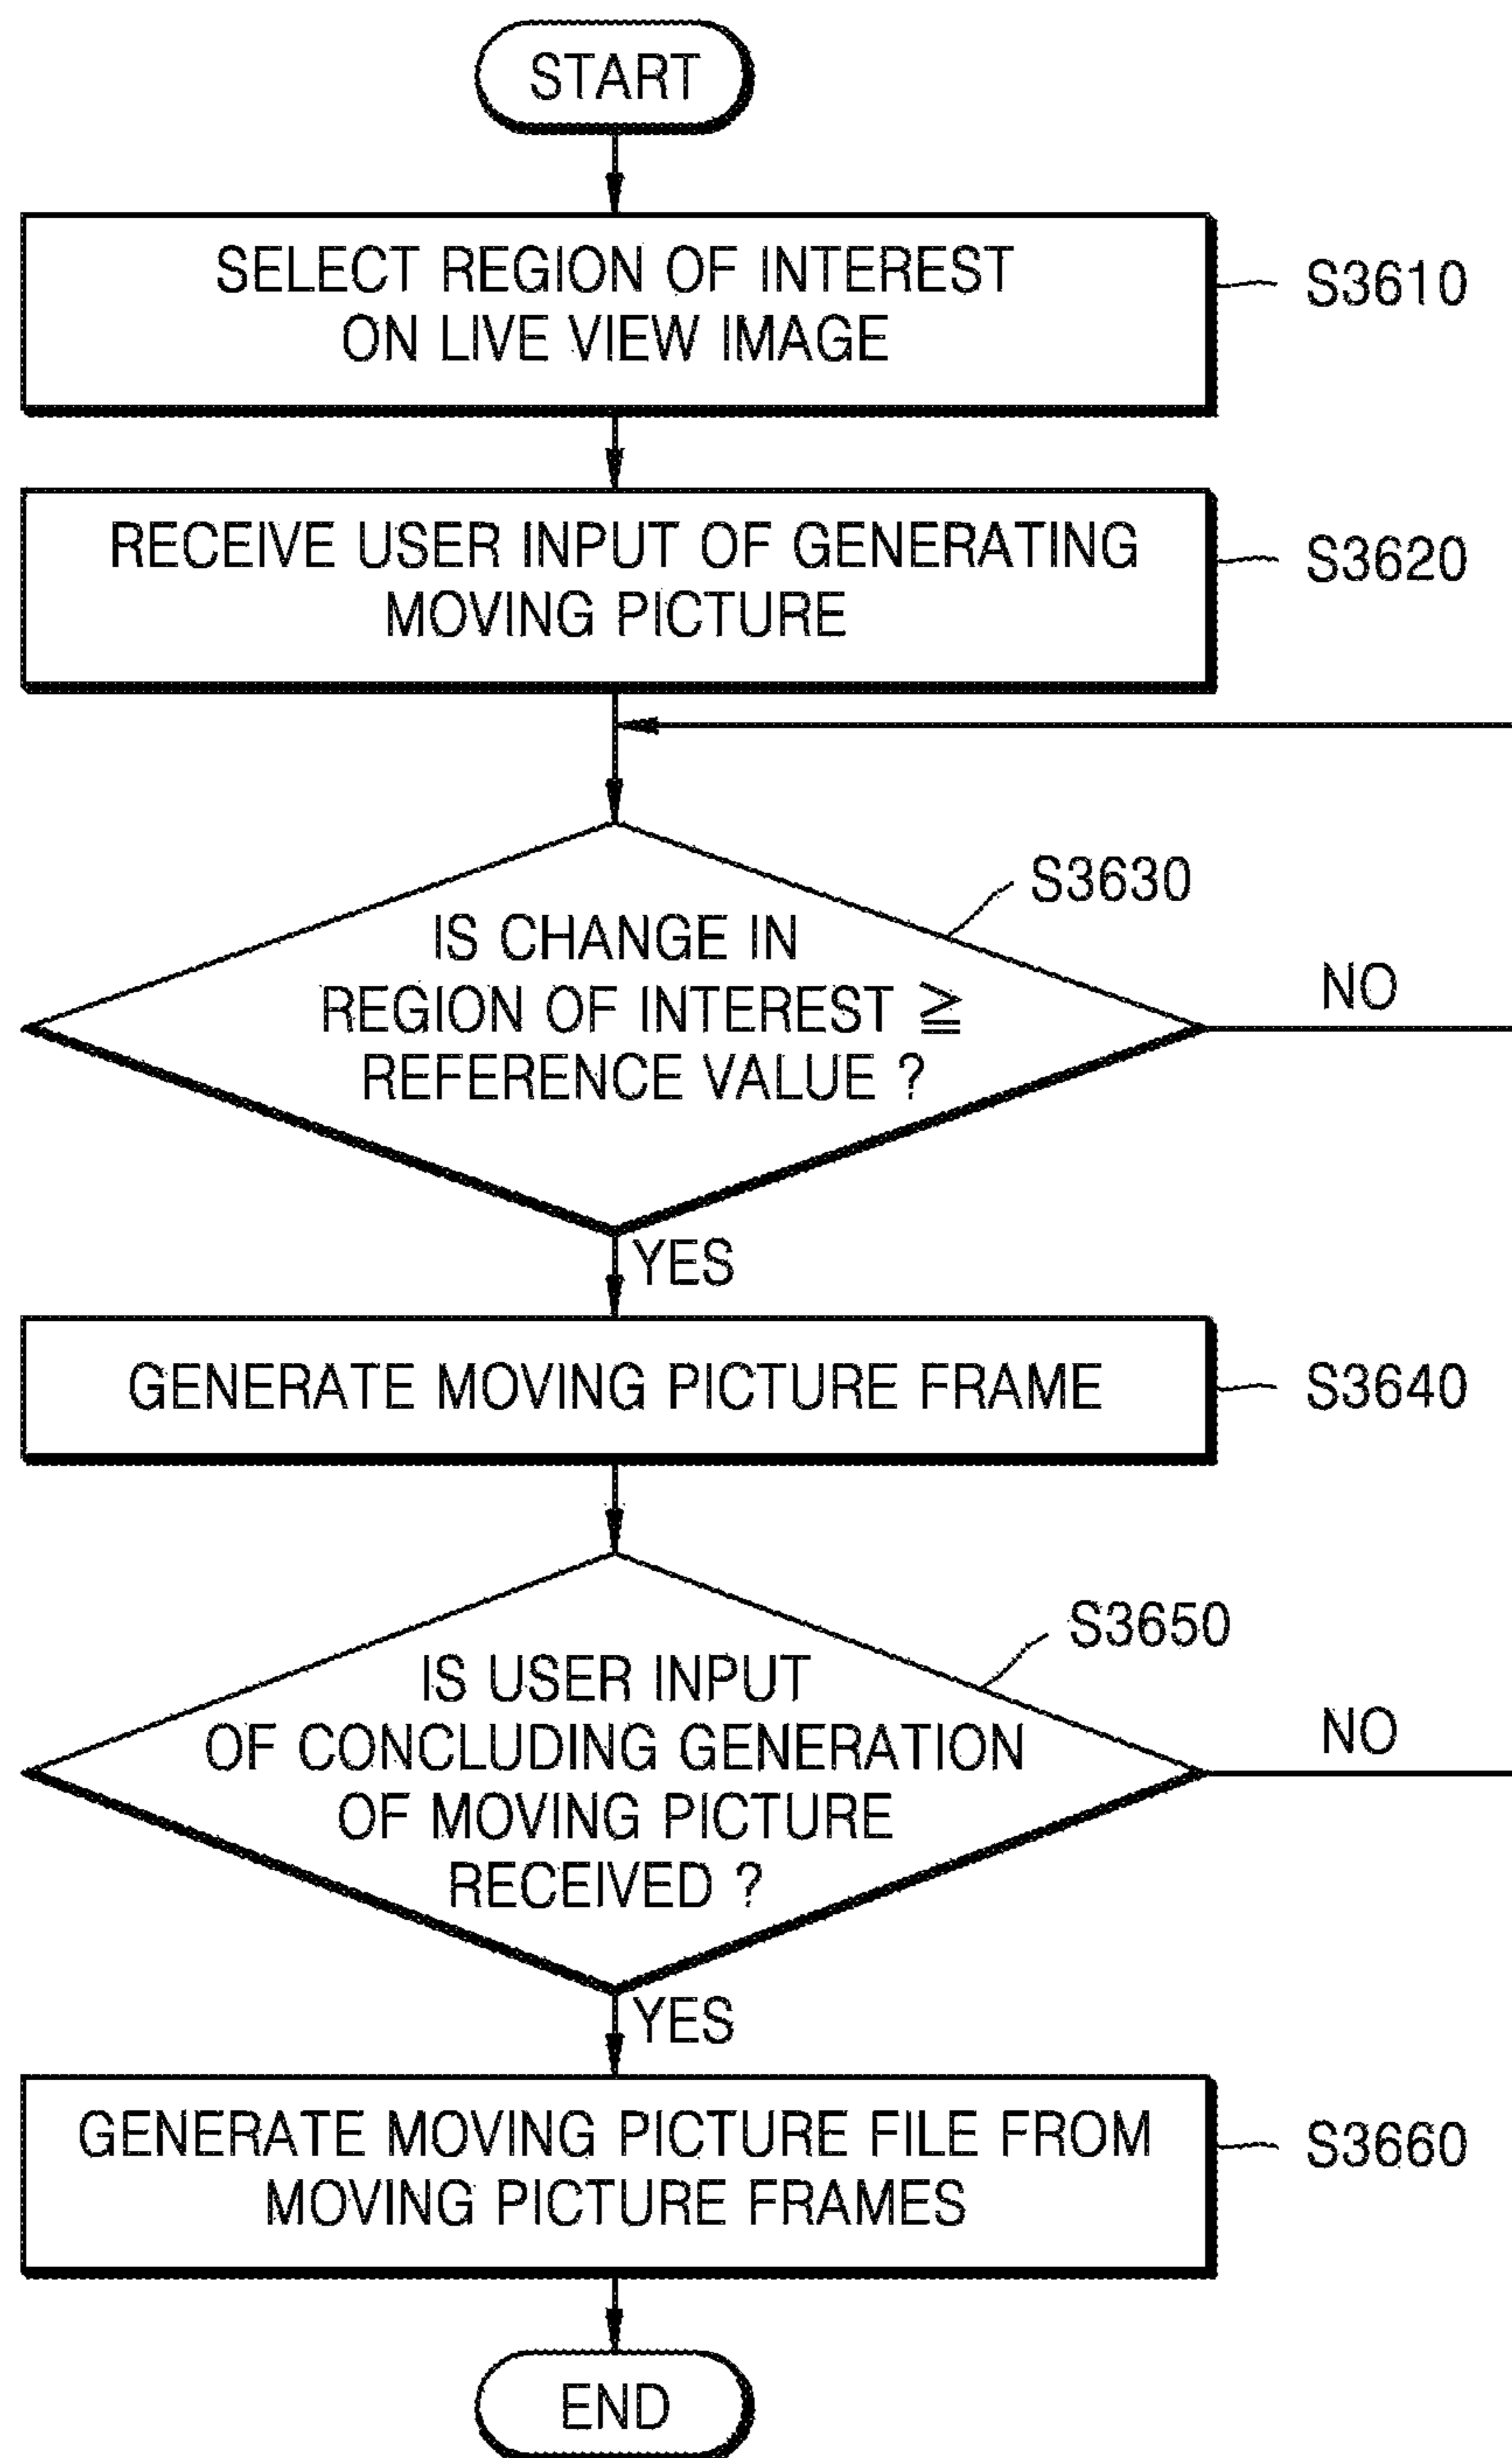 START
SELECT REGION OF INTEREST
ON LIVE VIEW IMAGE
S3610
RECEIVE USER INPUT OF GENERATING
MOVING PICTURE
S3620
S3630
IS CHANGE IN
REGION OF INTEREST ≧
REFERENCE VALUE ?
NO
YES
GENERATE MOVING PICTURE FRAME
S3640
S3650
IS USER INPUT
OF CONCLUDING GENERATION
OF MOVING PICTURE
RECEIVED ?
NO
YES
GENERATE MOVING PICTURE FILE FROM
MOVING PICTURE FRAMES
S3660
END